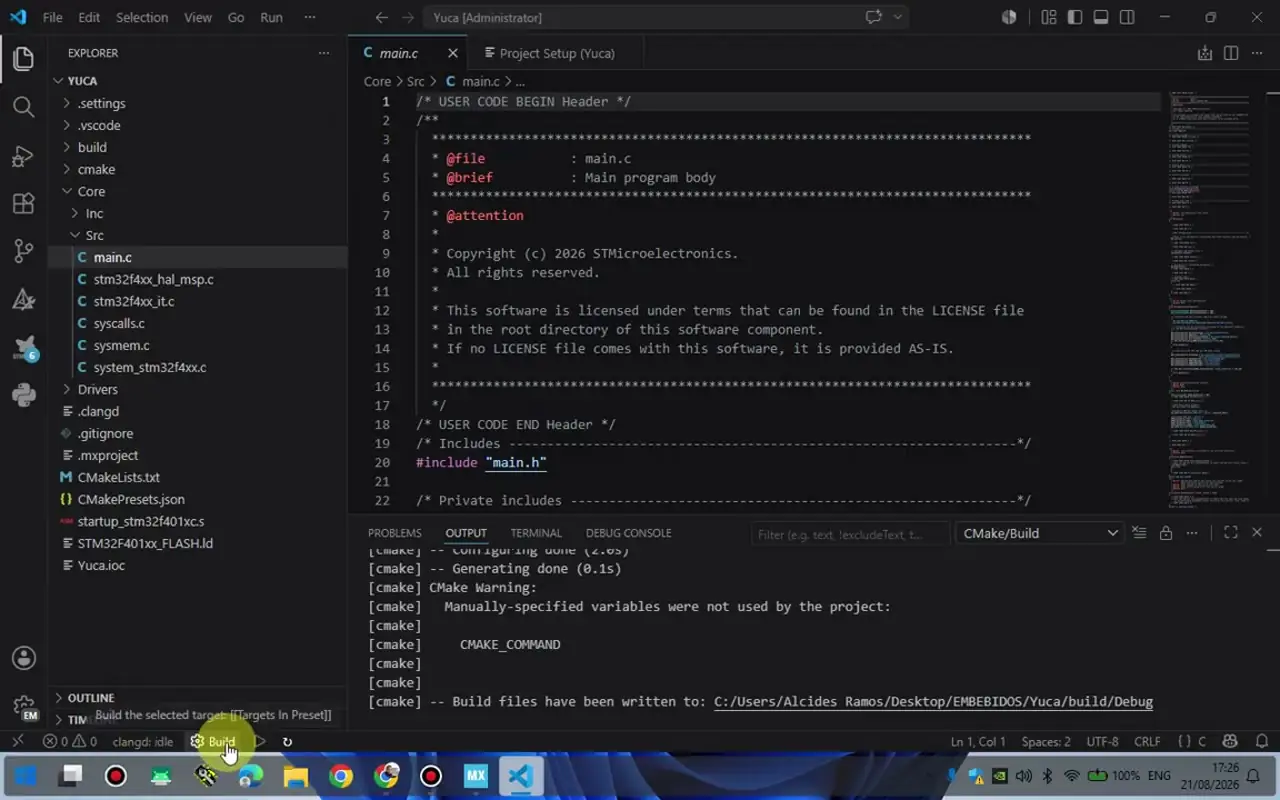 File Edit Selection View Go Run ... Yuca [Administrator]
EXPLORER
YUCA
.settings
.vscode
build
cmake
Core
Inc
Src
main.c
stm32f4xx_hal_msp.c
stm32f4xx_it.c
syscalls.c
sysmem.c
system_stm32f4xx.c
Drivers
.clangd
.gitignore
.mxproject
CMakeLists.txt
CMakePresets.json
startup_stm32f401xc.s
STM32F401xx_FLASH.ld
Yuca.ioc
OUTLINE
Build the selected target: [[Targets In Preset]]
6
EM
main.c Project Setup (Yuca)
Core > Src > C main.c > ...
1 /* USER CODE BEGIN Header */
2 /**
3 ******************************************************************************
4 * @file : main.c
5 * @brief : Main program body
6 ******************************************************************************
7 * @attention
8 *
9 * Copyright (c) 2026 STMicroelectronics.
10 * All rights reserved.
11 *
12 * This software is licensed under terms that can be found in the LICENSE file
13 * in the root directory of this software component.
14 * If no LICENSE file comes with this software, it is provided AS-IS.
15 *
16 ******************************************************************************
17 */
18 /* USER CODE END Header */
19 /* Includes ------------------------------------------------------------------*/
20 #include "main.h"
21
22 /* Private includes ----------------------------------------------------------*/
PROBLEMS OUTPUT TERMINAL DEBUG CONSOLE Filter (e.g. text, !excludeText, t... CMake/Build
[cmake] -- Configuring done (2.0s)
[cmake] -- Generating done (0.1s)
[cmake] CMake Warning:
[cmake] Manually-specified variables were not used by the project:
[cmake]
[cmake] CMAKE_COMMAND
[cmake]
[cmake]
[cmake] -- Build files have been written to: C:/Users/Alcides Ramos/Desktop/EMBEBIDOS/Yuca/build/Debug
0 0 clangd: idle Build Ln 1, Col 1 Spaces: 2 UTF-8 CRLF {} C
MX 100% ENG 17:26
21/08/2026